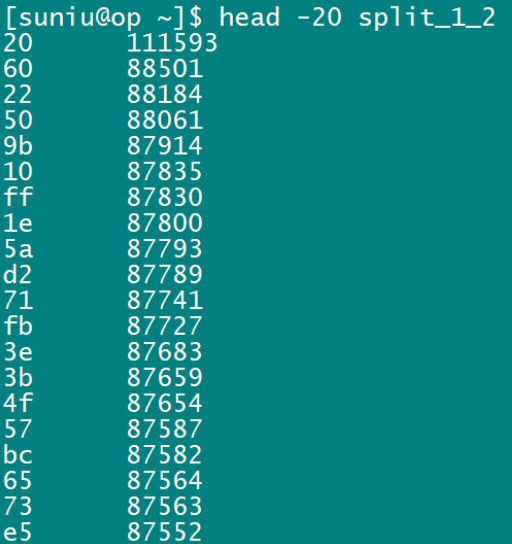 [suniu@op ~]$ head -20 split_1_2
20 111593
60 88501
22 88184
50 88061
9b 87914
10 87835
ff 87830
1e 87800
5a 87793
d2 87789
71 87741
fb 87727
3e 87683
3b 87659
4f 87654
57 87587
bc 87582
65 87564
73 87563
e5 87552